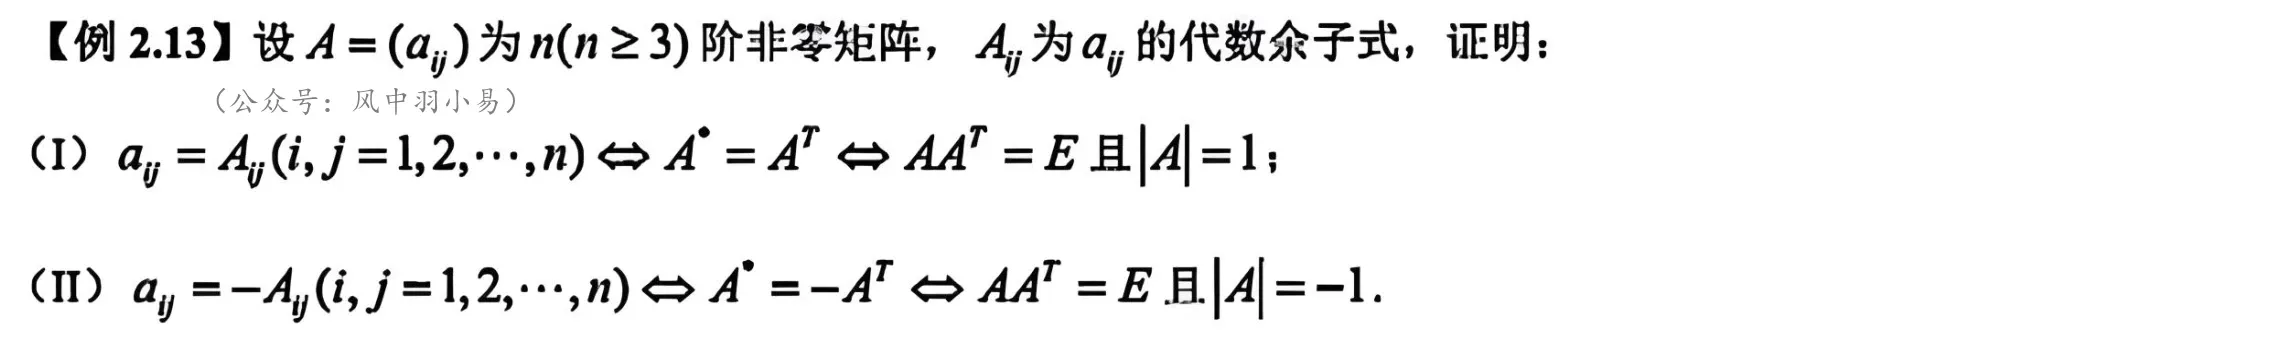 【例 2.13】设 A = (a_{ij}) 为 n(n ≥ 3) 阶非零矩阵， A_{ij} 为 a_{ij} 的代数余子式，证明：
（公众号：风中羽小易）
（I） a_{ij} = A_{ij}(i, j = 1,2,⋯,n) ⇔ A^* = A^T ⇔ AA^T = E 且 |A| = 1；
（II） a_{ij} = −A_{ij}(i, j = 1,2,⋯,n) ⇔ A^* = −A^T ⇔ AA^T = E 且 |A| = −1.